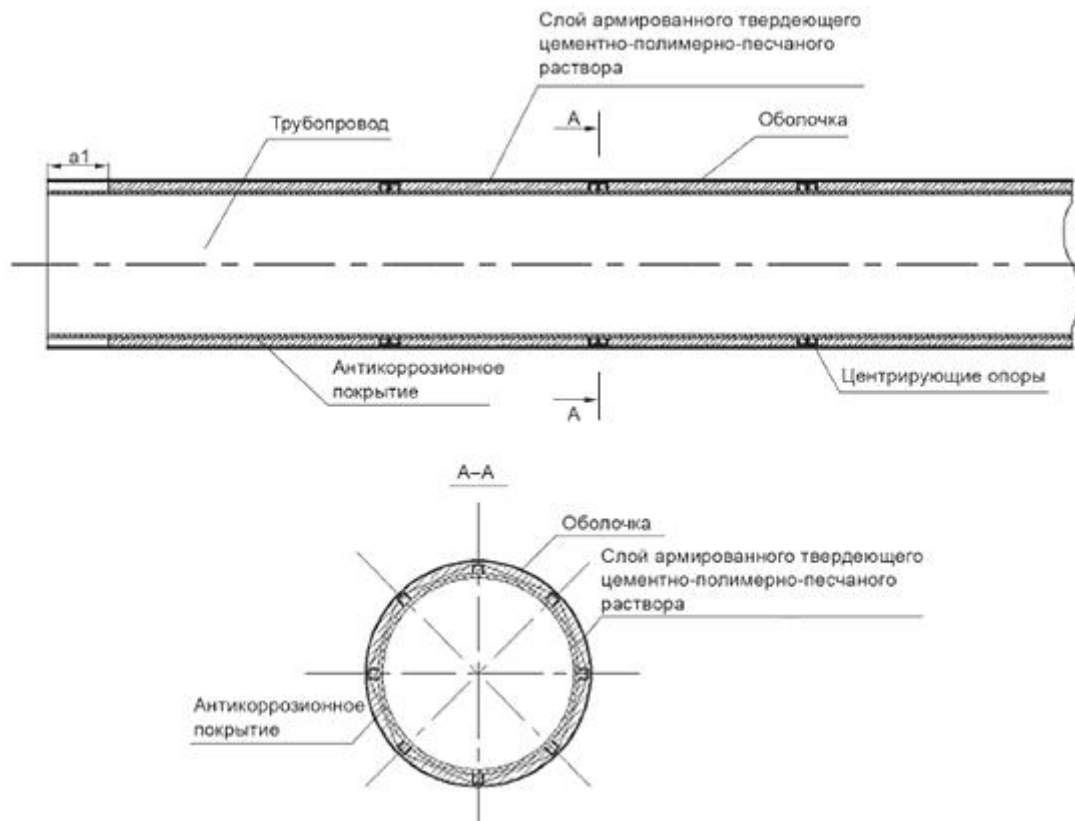 Слой армированного твердеющего
цементно-полимерно-песчаного
раствора
А
Оболочка
Трубопровод
а1
Антикоррозионное
покрытие
Центрирующие опоры
А
А–А
Оболочка
Слой армированного твердеющего
цементно-полимерно-песчаного
раствора
Антикоррозионное
покрытие